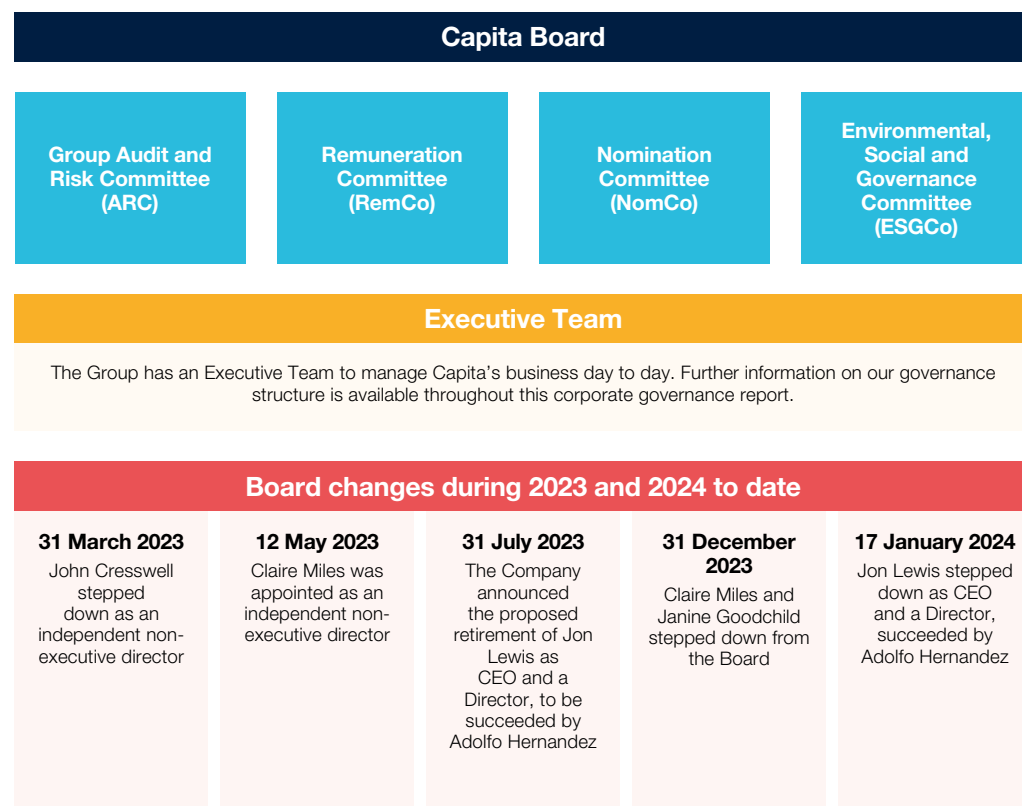 Capita Board
Group Audit and
Risk Committee
(ARC)
Remuneration
Committee
(RemCo)
Nomination
Committee
(NomCo)
Environmental,
Social and
Governance
Committee
(ESGCo)
Executive Team
The Group has an Executive Team to manage Capita's business day to day. Further information on our governance
structure is available throughout this corporate governance report.
Board changes during 2023 and 2024 to date
31 March 2023
John Cresswell
stepped
down as an
independent non-
executive director
12 May 2023
Claire Miles was
appointed as an
independent non-
executive director
31 July 2023
The Company
announced
the proposed
retirement of Jon
Lewis as
CEO and a
Director, to be
succeeded by
Adolfo Hernandez
31 December
2023
Claire Miles and
Janine Goodchild
stepped down from
the Board
17 January 2024
Jon Lewis stepped
down as CEO
and a Director,
succeeded by
Adolfo Hernandez